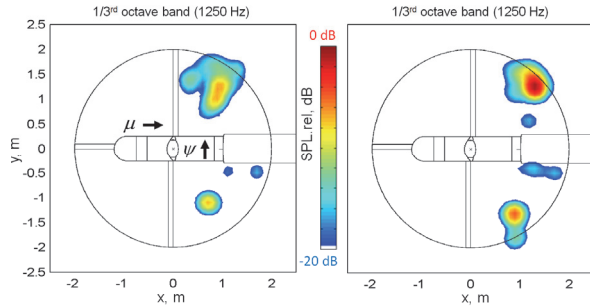 1/3rd octave band (1250 Hz)
1/3rd octave band (1250 Hz)
2.5
2
1.5
1
0.5
0
-0.5
-1
-1.5
-2
2.5
y, m
μ
ψ
0 dB
SPL.rel, dB
-20 dB
-2 -1 0 1 2
x, m
-2 -1 0 1 2
x, m